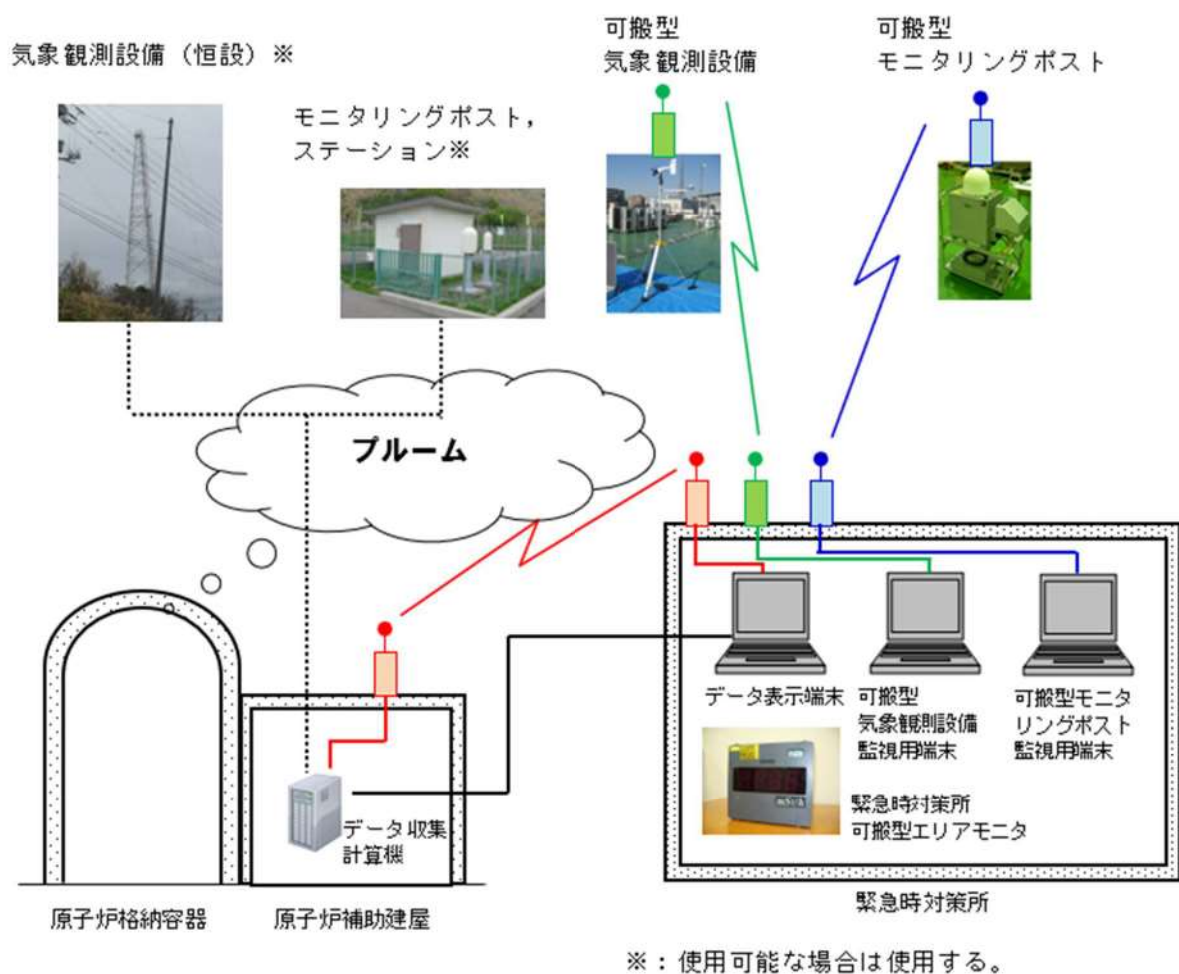 気象観測設備（恒設）※
モニタリングポスト，
ステーション※
可搬型
気象観測設備
可搬型
モニタリングポスト
プルーム
データ表示端末
可搬型
気象観測設備
監視用端末
可搬型モニタ
リングポスト
監視用端末
緊急時対策所
可搬型エリアモニタ
データ収集
計算機
原子炉格納容器
原子炉補助建屋
緊急時対策所
※：使用可能な場合は使用する。